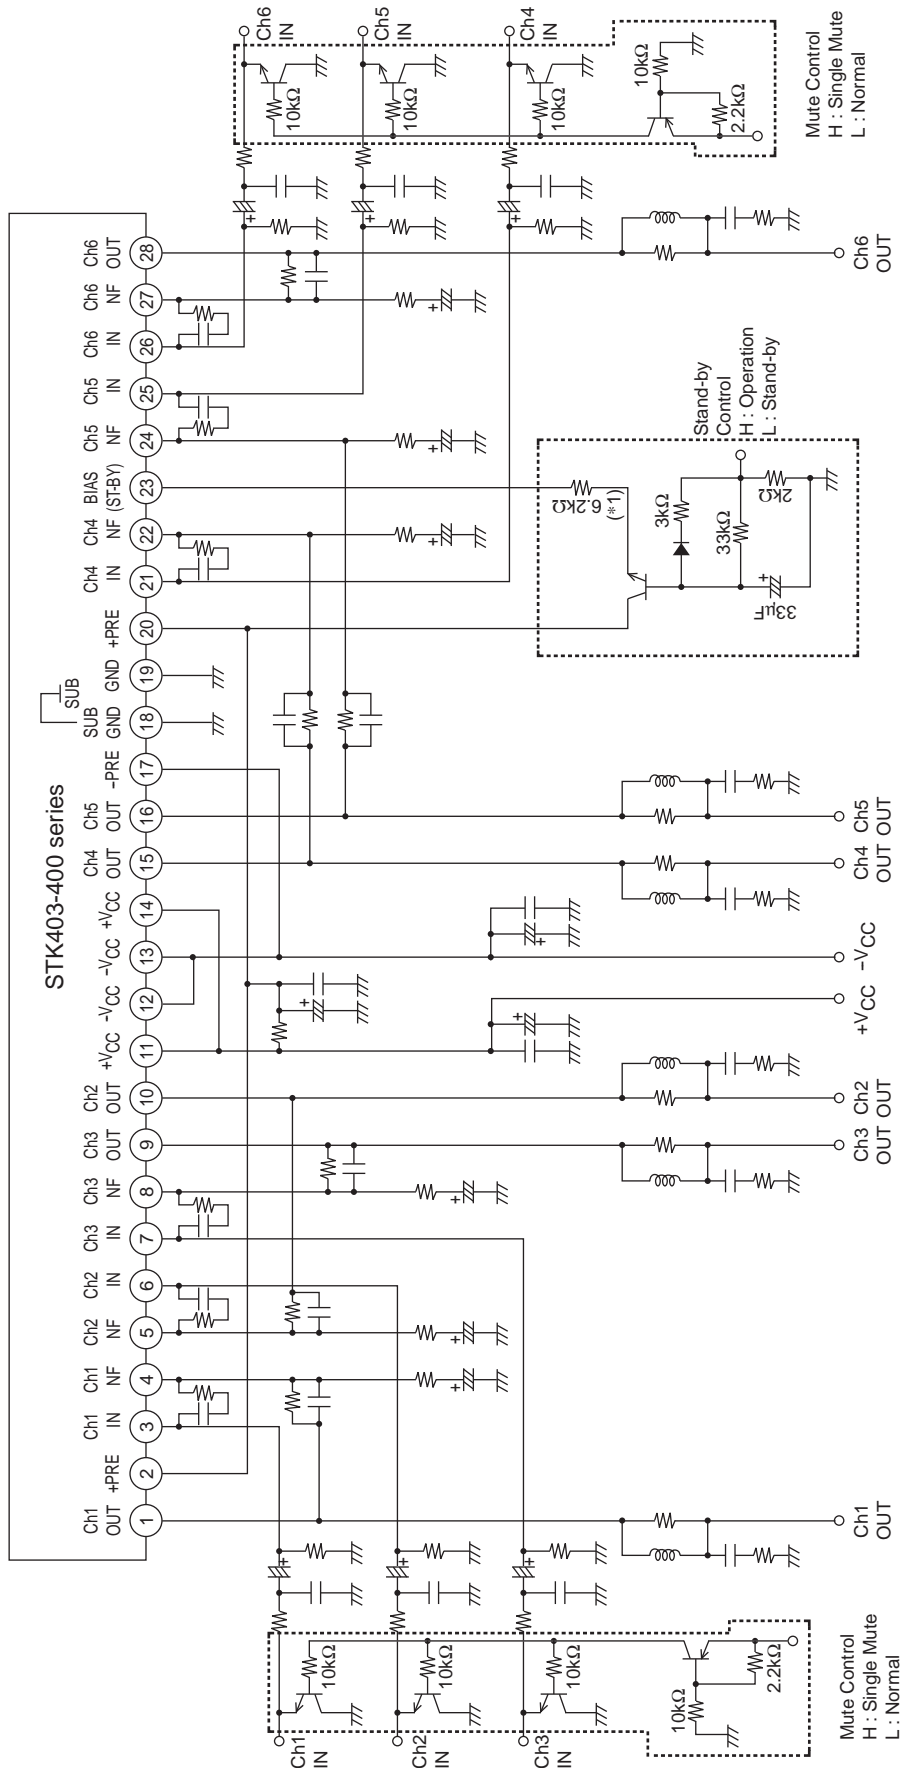 STK403-400 series
SUB
SUB
Ch1 OUT
+PRE
Ch1 IN
Ch1 NF
Ch2 NF
Ch2 IN
Ch3 IN
Ch3 NF
Ch3 OUT
Ch2 OUT
+VCC
-VCC
-VCC
+VCC
Ch4 OUT
Ch5 OUT
-PRE
GND
GND
+PRE
Ch4 IN
Ch4 NF
BIAS (ST-BY)
Ch5 NF
Ch5 IN
Ch6 IN
Ch6 NF
Ch6 OUT
1
2
3
4
5
6
7
8
9
10
11
12
13
14
15
16
17
18
19
20
21
22
23
24
25
26
27
28
Ch1
IN
Ch2
IN
Ch3
IN
10kΩ
10kΩ
10kΩ
10kΩ
2.2kΩ
Mute Control
H : Single Mute
L : Normal
Ch1
OUT
Ch3
OUT
Ch2
OUT
+VCC
-VCC
Ch4
OUT
Ch5
OUT
6.2kΩ
(*1)
3kΩ
33kΩ
2kΩ
33µF
Stand-by
Control
H : Operation
L : Stand-by
Ch6
OUT
Ch6
IN
Ch5
IN
Ch4
IN
10kΩ
10kΩ
10kΩ
10kΩ
2.2kΩ
Mute Control
H : Single Mute
L : Normal